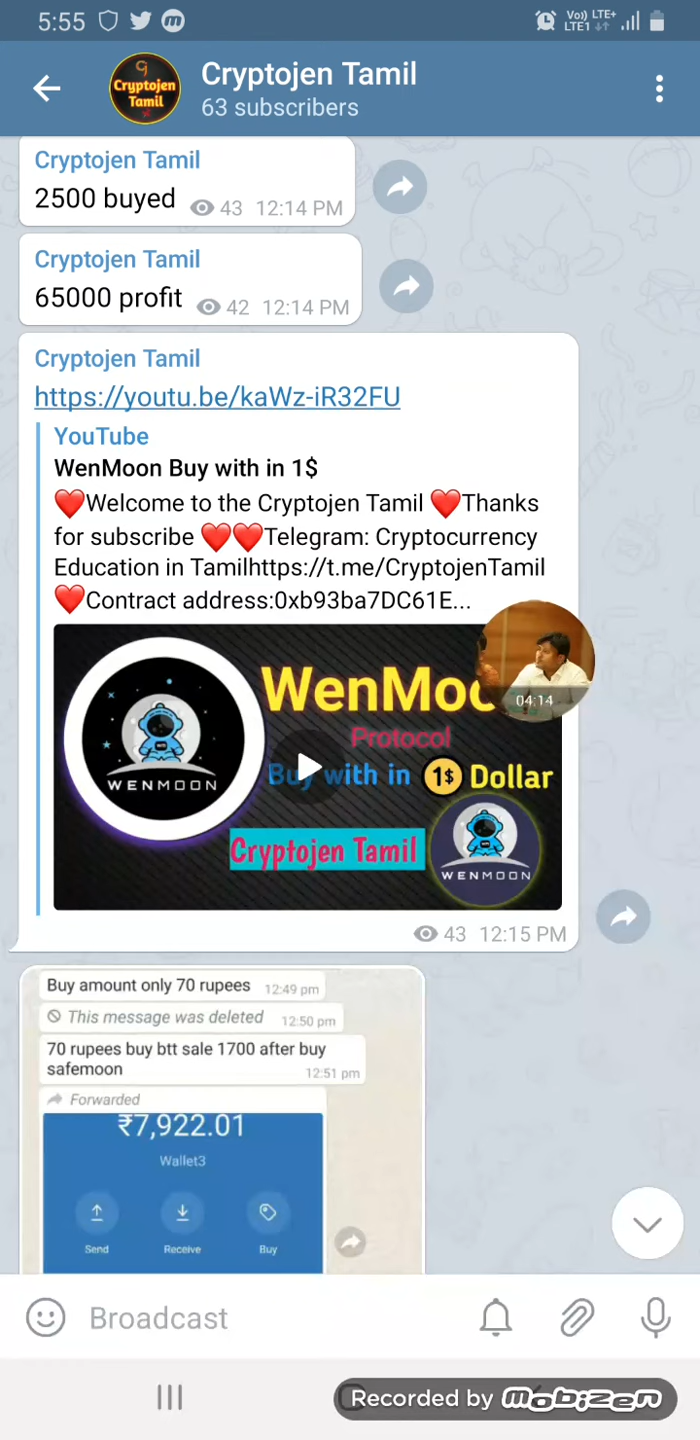 5:55
Vo)) LTE+
LTE1
Cryptojen Tamil
Cryptojen Tamil
63 subscribers
Cryptojen Tamil
2500 buyed 43 12:14 PM
Cryptojen Tamil
65000 profit 42 12:14 PM
Cryptojen Tamil
https://youtu.be/kaWz-iR32FU
YouTube
WenMoon Buy with in 1$
❤️Welcome to the Cryptojen Tamil ❤️Thanks
for subscribe ❤️❤️Telegram: Cryptocurrency
Education in Tamilhttps://t.me/CryptojenTamil
❤️Contract address:0xb93ba7DC61E...
04:14
Protocol
Buy with in 1$ Dollar
WENMOON
Cryptojen Tamil
WENMOON
43 12:15 PM
Buy amount only 70 rupees 12:49 pm
This message was deleted 12:50 pm
70 rupees buy btt sale 1700 after buy
safemoon 12:51 pm
Forwarded
₹7,922.01
Wallet3
Send Receive Buy
Broadcast
Recorded by mobizen